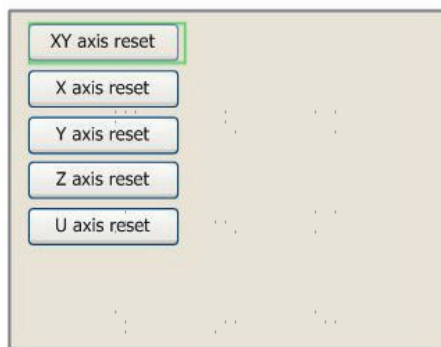 XY axis reset
X axis reset
Y axis reset
Z axis reset
U axis reset